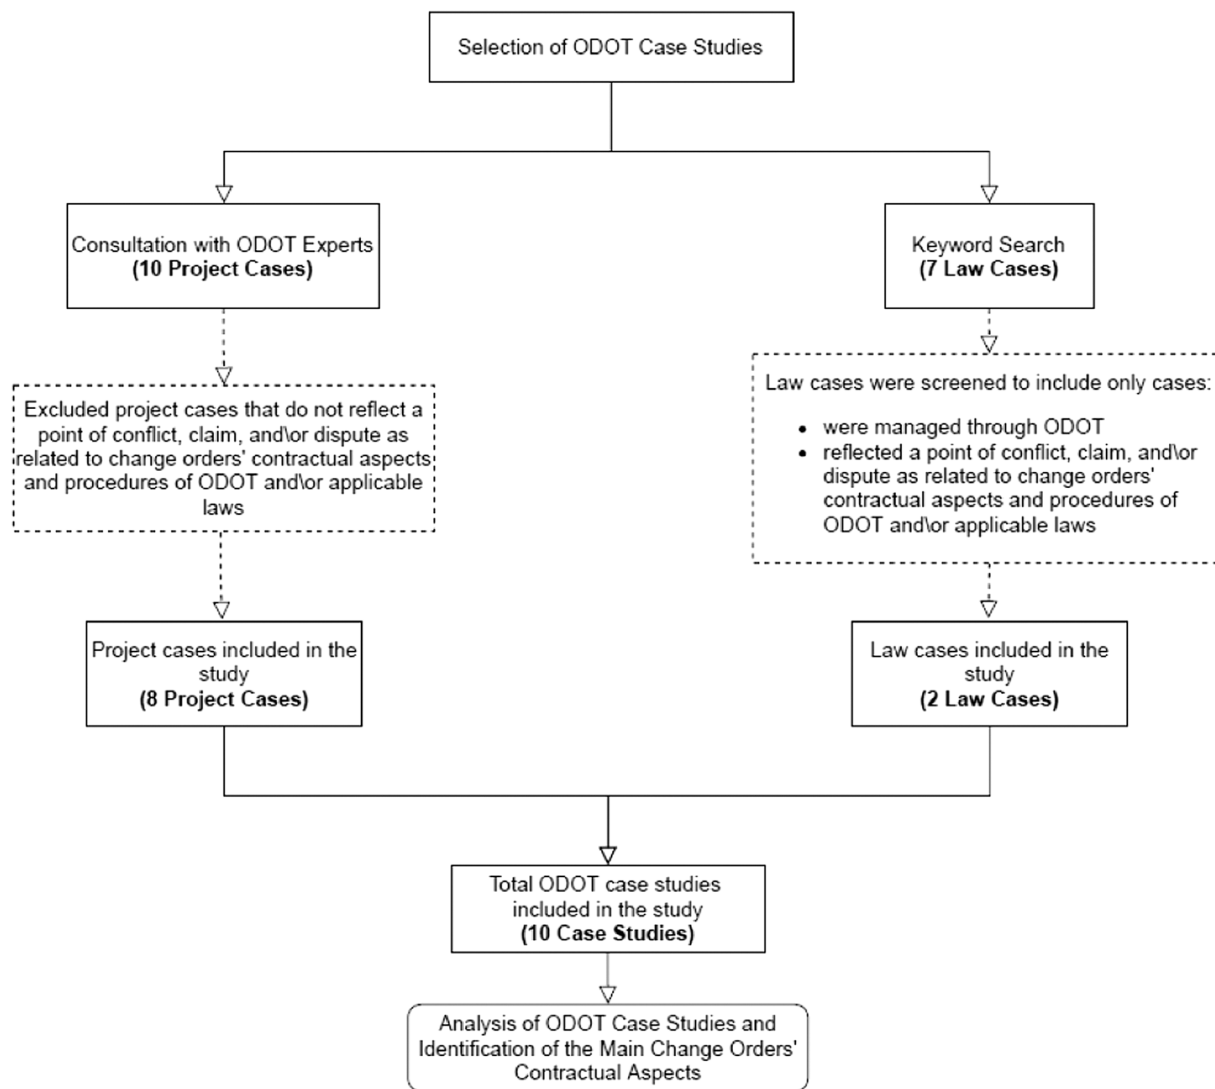 Selection of ODOT Case Studies
Consultation with ODOT Experts
(10 Project Cases)
Keyword Search
(7 Law Cases)
Excluded project cases that do not reflect a
point of conflict, claim, and\or dispute as
related to change orders' contractual aspects
and procedures of ODOT and/or applicable
laws
Law cases were screened to include only cases:
• were managed through ODOT
• reflected a point of conflict, claim, and\or
dispute as related to change orders'
contractual aspects and procedures of
ODOT and/or applicable laws
Project cases included in the
study
(8 Project Cases)
Law cases included in the
study
(2 Law Cases)
Total ODOT case studies
included in the study
(10 Case Studies)
Analysis of ODOT Case Studies and
Identification of the Main Change Orders'
Contractual Aspects